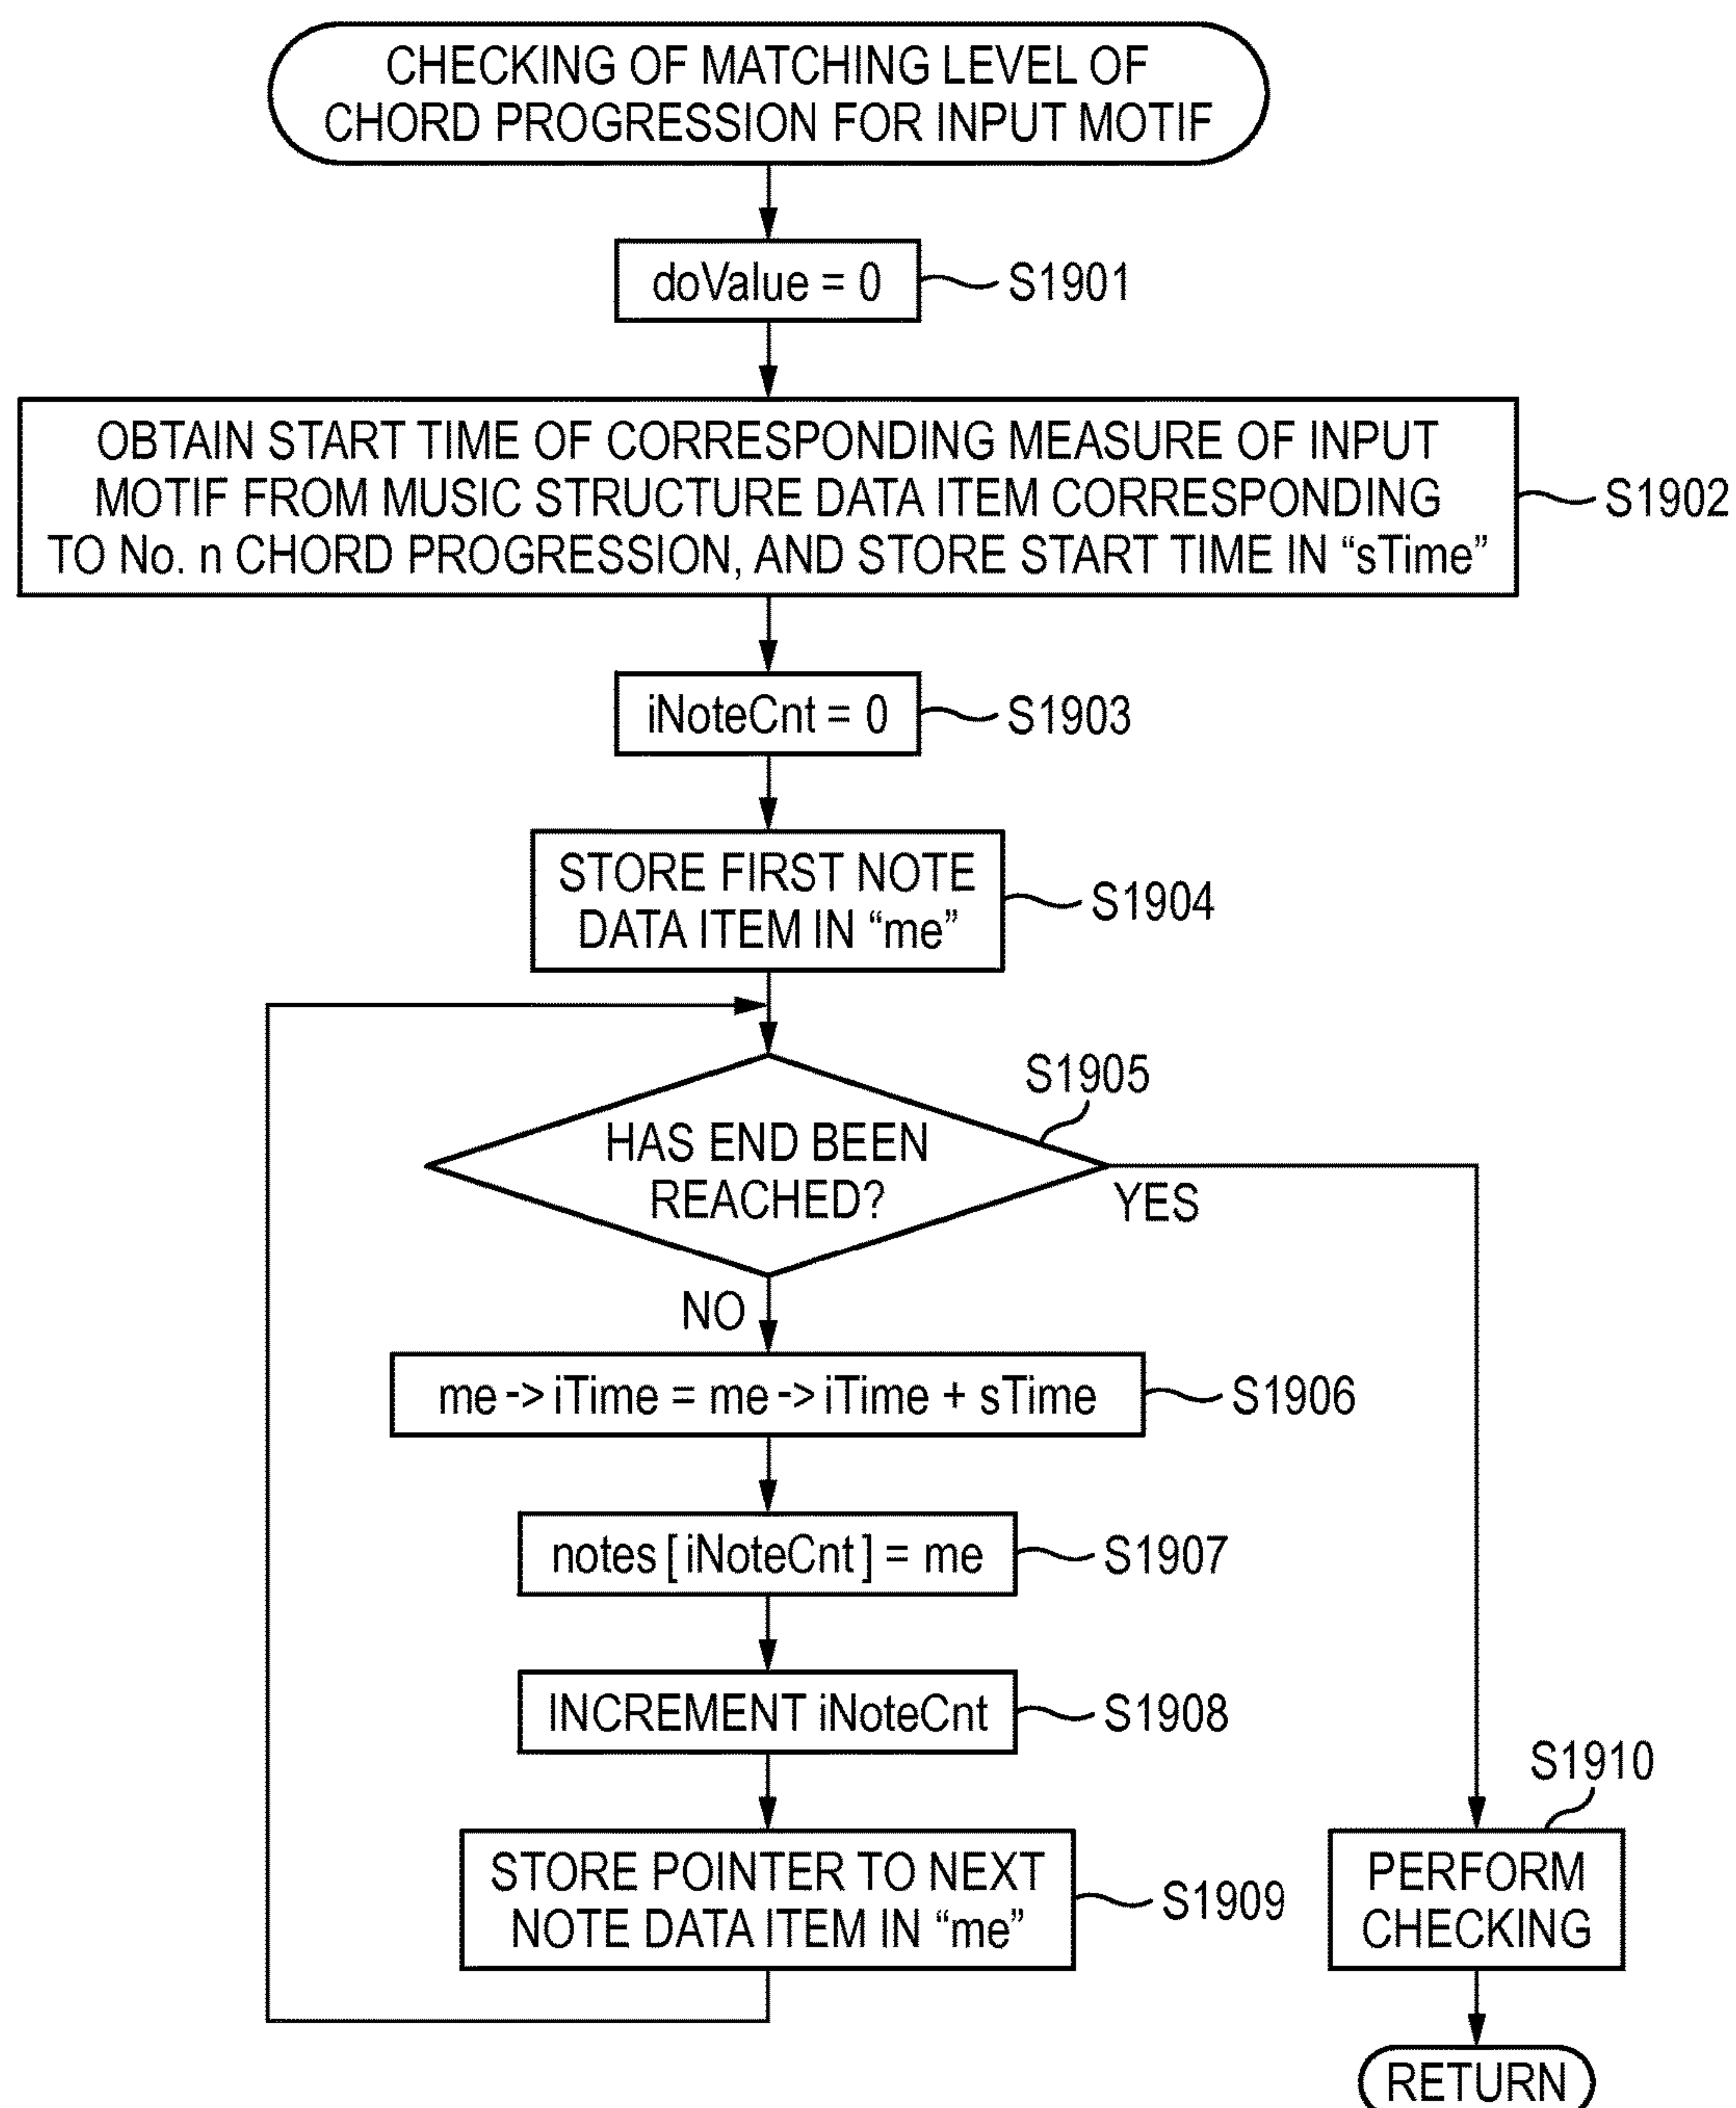 CHECKING OF MATCHING LEVEL OF
CHORD PROGRESSION FOR INPUT MOTIF
doValue = 0
S1901
OBTAIN START TIME OF CORRESPONDING MEASURE OF INPUT
MOTIF FROM MUSIC STRUCTURE DATA ITEM CORRESPONDING
TO No. n CHORD PROGRESSION, AND STORE START TIME IN “sTime”
S1902
iNoteCnt = 0
S1903
STORE FIRST NOTE
DATA ITEM IN “me”
S1904
S1905
HAS END BEEN
REACHED?
YES
NO
me -> iTime = me -> iTime + sTime
S1906
notes [ iNoteCnt ] = me
S1907
INCREMENT iNoteCnt
S1908
STORE POINTER TO NEXT
NOTE DATA ITEM IN “me”
S1909
S1910
PERFORM
CHECKING
RETURN